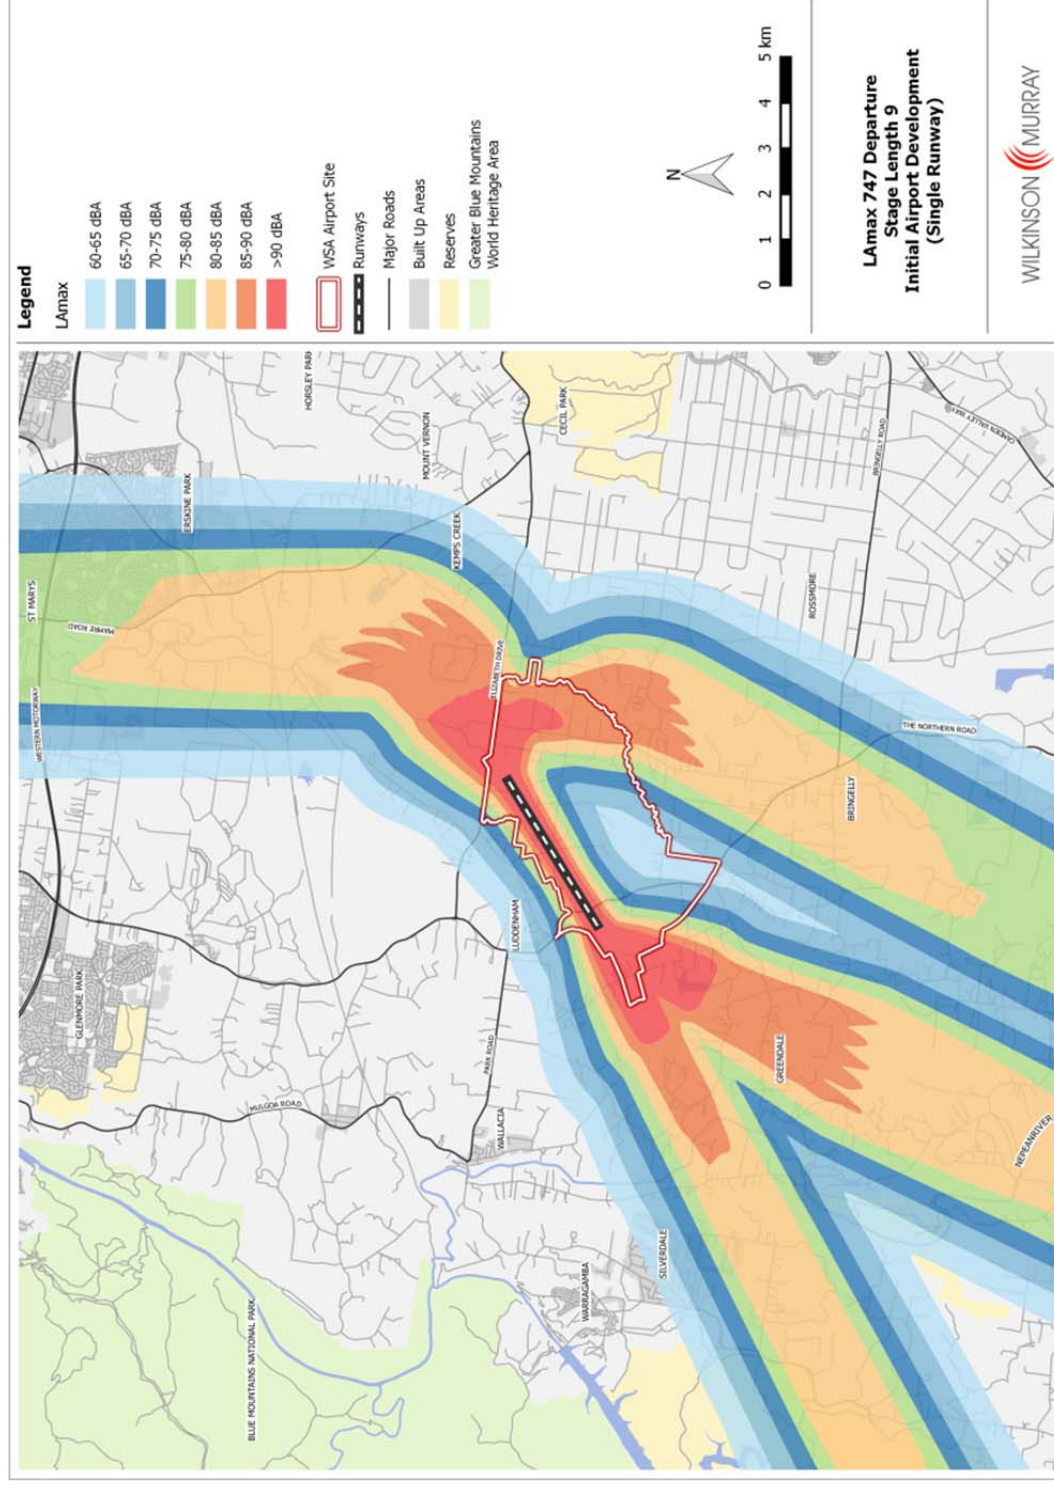 Legend
LAmax
60-65 dBA
65-70 dBA
70-75 dBA
75-80 dBA
80-85 dBA
85-90 dBA
>90 dBA
WSA Airport Site
Runways
Major Roads
Built Up Areas
Reserves
Greater Blue Mountains
World Heritage Area
N
0 1 2 3 4 5 km
LAmax 747 Departure
Stage Length 9
Initial Airport Development
(Single Runway)
WILKINSON MURRAY
ST MARYS
MAMRE ROAD
WESTERN MOTORWAY
ERSKINE PARK
HORSLEY PARK
MOUNT VERNON
KEMPS CREEK
CECIL PARK
ELIZABETH DRIVE
BRINGELLY ROAD
CAMDEN VALLEY WAY
ROSSMORE
THE NORTHERN ROAD
BRINGELLY
LUDDENHAM
GLENMORE PARK
PARK ROAD
MULGOA ROAD
WALLACIA
GREENDALE
NEPEANRIVER
SILVERDALE
WARRAGAMBA
BLUE MOUNTAINS NATIONAL PARK